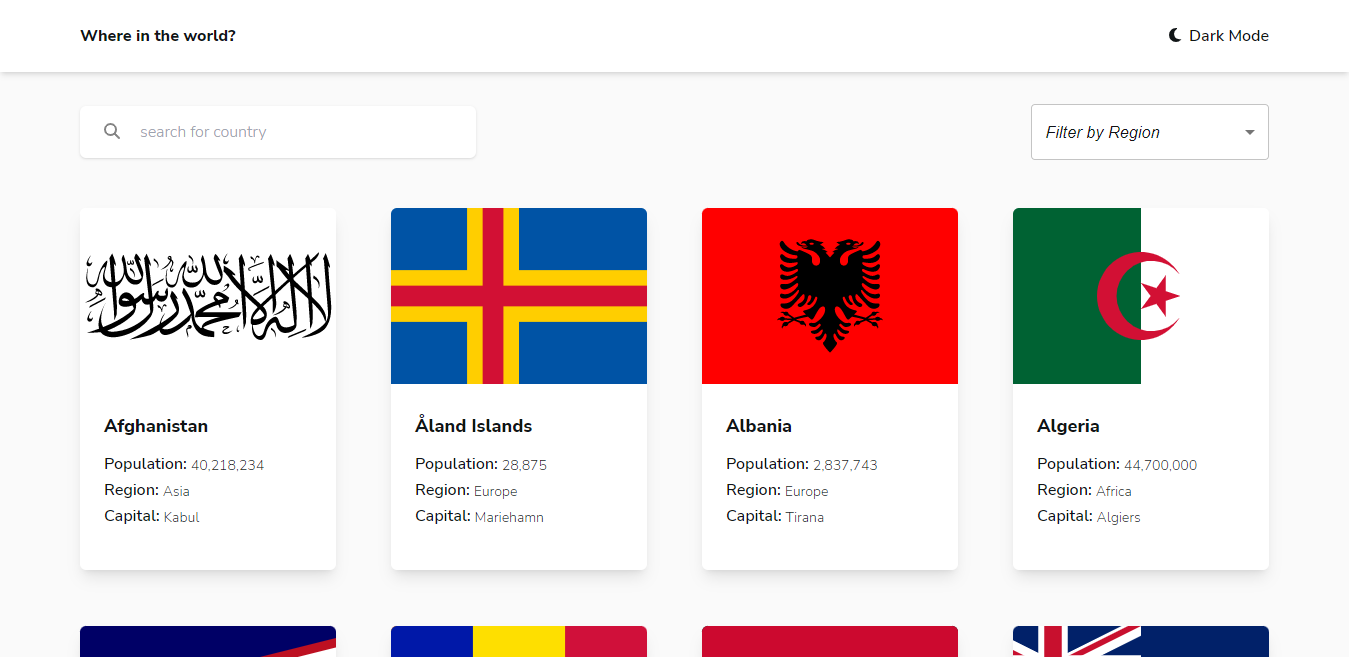 Where in the world?
Dark Mode
search for country
Filter by Region
لا إله إلا الله محمد رسول الله
Afghanistan
Population: 40,218,234
Region: Asia
Capital: Kabul
Åland Islands
Population: 28,875
Region: Europe
Capital: Mariehamn
Albania
Population: 2,837,743
Region: Europe
Capital: Tirana
Algeria
Population: 44,700,000
Region: Africa
Capital: Algiers